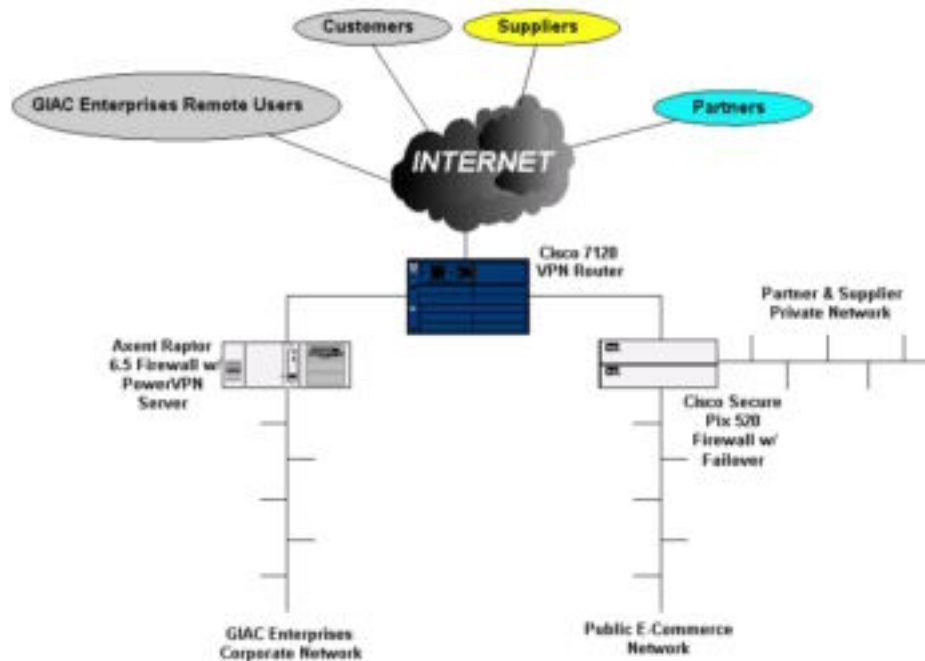 Customers
Suppliers
GIAC Enterprises Remote Users
Partners
INTERNET
Cisco 7120
VPN Router
Partner & Supplier
Private Network
Axent Raptor
6.5 Firewall w/
PowerVPN
Server
Cisco Secure
Pix 520
Firewall w/
Failover
GIAC Enterprises
Corporate Network
Public E-Commerce
Network